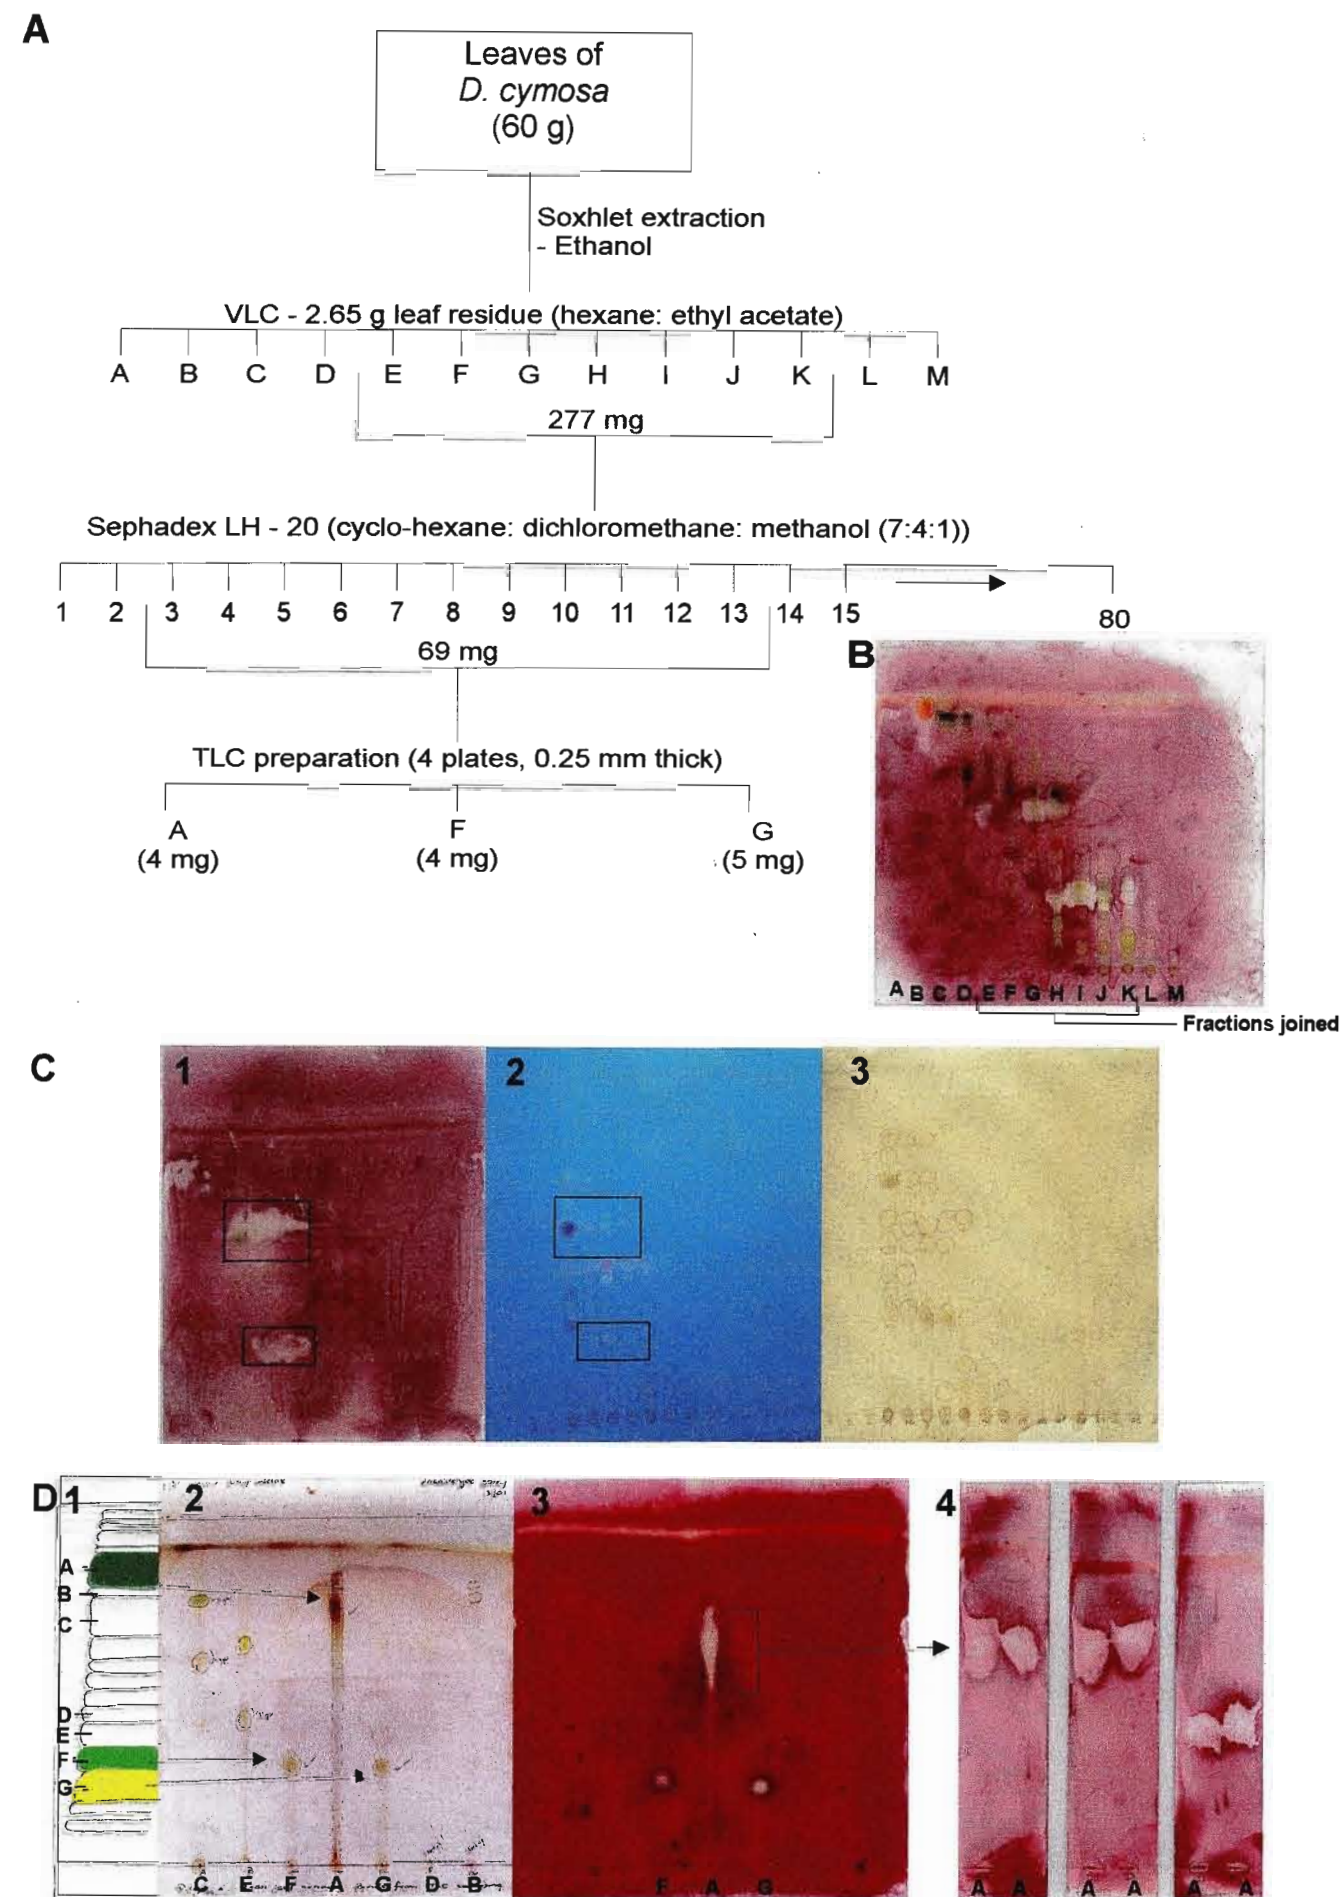 A
Leaves of
D. cymosa
(60 g)
Soxhlet extraction
- Ethanol
VLC - 2.65 g leaf residue (hexane: ethyl acetate)
A B C D E F G H I J K L M
277 mg
Sephadex LH - 20 (cyclo-hexane: dichloromethane: methanol (7:4:1))
1 2 3 4 5 6 7 8 9 10 11 12 13 14 15 80
69 mg
TLC preparation (4 plates, 0.25 mm thick)
A F G
(4 mg) (4 mg) (5 mg)
B
A B C D E F G H I J K L M
Fractions joined
C
1 2 3
D 1 2 3 4
A
B
C
D
E
F
G
C E F A G D B
F A G
A A A A A A